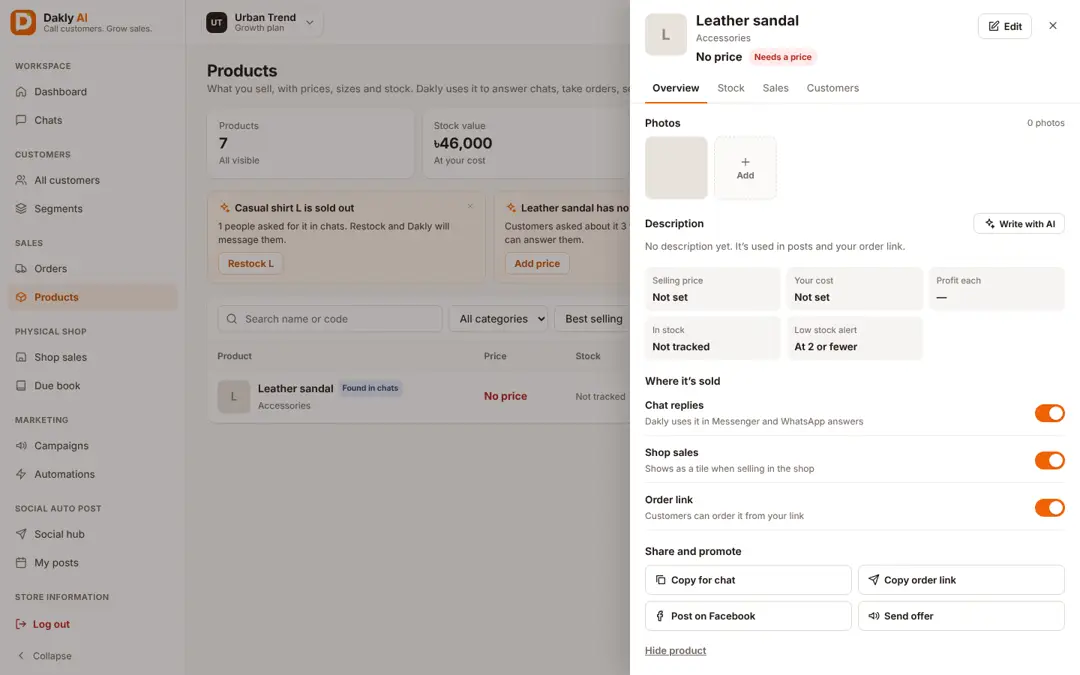 Dakly AI
Call customers. Grow sales.
WORKSPACE
Dashboard
Chats
CUSTOMERS
All customers
Segments
SALES
Orders
Products
PHYSICAL SHOP
Shop sales
Due book
MARKETING
Campaigns
Automations
SOCIAL AUTO POST
Social hub
My posts
STORE INFORMATION
Log out
Collapse
UT
Urban Trend
Growth plan
Products
What you sell, with prices, sizes and stock. Dakly uses it to answer chats, take orders,
Products
7
All visible
Stock value
৳46,000
At your cost
Casual shirt L is sold out
1 people asked for it in chats. Restock and Dakly will
message them.
Restock L
Leather sandal has no
Customers asked about it 3
can answer them.
Add price
Search name or code
All categories
Best selling
Product Price Stock
L
Leather sandal Found in chats
Accessories
No price
Not tracked
L
Leather sandal
Accessories
No price Needs a price
Edit
Overview Stock Sales Customers
Photos 0 photos
Add
Description Write with AI
No description yet. It’s used in posts and your order link.
Selling price
Not set
Your cost
Not set
Profit each
—
In stock
Not tracked
Low stock alert
At 2 or fewer
Where it’s sold
Chat replies
Dakly uses it in Messenger and WhatsApp answers
Shop sales
Shows as a tile when selling in the shop
Order link
Customers can order it from your link
Share and promote
Copy for chat
Copy order link
Post on Facebook
Send offer
Hide product